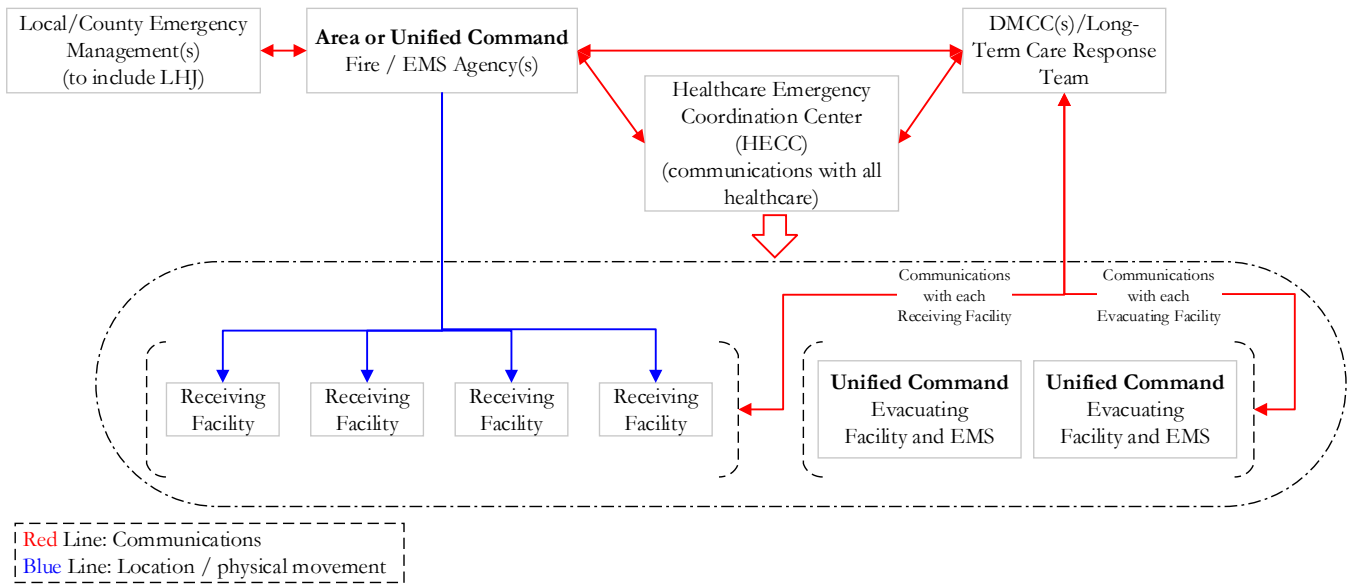 Local/County Emergency
Management(s)
(to include LHJ)
Area or Unified Command
Fire / EMS Agency(s)
DMCC(s)/Long-
Term Care Response
Team
Healthcare Emergency
Coordination Center
(HECC)
(communications with all
healthcare)
Communications
with each
Receiving Facility
Communications
with each
Evacuating Facility
Receiving
Facility
Receiving
Facility
Receiving
Facility
Receiving
Facility
Unified Command
Evacuating
Facility and EMS
Unified Command
Evacuating
Facility and EMS
Red Line: Communications
Blue Line: Location / physical movement